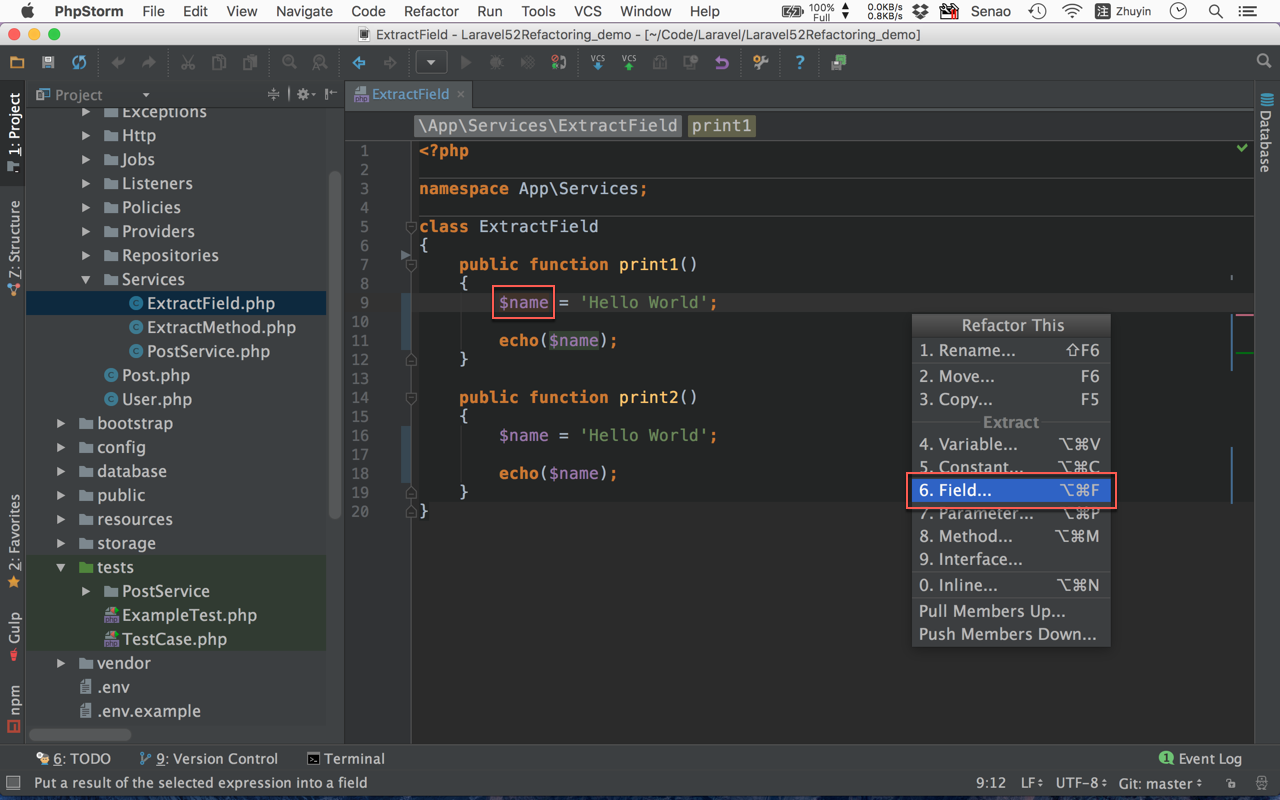 PhpStorm File Edit View Navigate Code Refactor Run Tools VCS Window Help 100% Full 0.0KB/s 0.8KB/s Senao 注 Zhuyin
ExtractField - Laravel52Refactoring_demo - [~/Code/Laravel/Laravel52Refactoring_demo]
VCS VCS ?
1: Project
Z: Structure
2: Favorites
Gulp
npm
Project
Exceptions
Http
Jobs
Listeners
Policies
Providers
Repositories
Services
ExtractField.php
ExtractMethod.php
PostService.php
Post.php
User.php
bootstrap
config
database
public
resources
storage
tests
PostService
ExampleTest.php
TestCase.php
vendor
.env
.env.example
ExtractField ×
\App\Services\ExtractField print1
1 <?php
2
3 namespace App\Services;
4
5 class ExtractField
6 {
7 public function print1()
8 {
9 $name = 'Hello World';
10
11 echo($name);
12 }
13
14 public function print2()
15 {
16 $name = 'Hello World';
17
18 echo($name);
19 }
20 }
Refactor This
1. Rename... ⇧F6
2. Move... F6
3. Copy... F5
Extract
4. Variable... ⌥⌘V
5. Constant... ⌥⌘C
6. Field... ⌥⌘F
7. Parameter... ⌥⌘P
8. Method... ⌥⌘M
9. Interface...
0. Inline... ⌥⌘N
Pull Members Up...
Push Members Down...
Database
6: TODO 9: Version Control Terminal 1 Event Log
Put a result of the selected expression into a field 9:12 LF UTF-8 Git: master